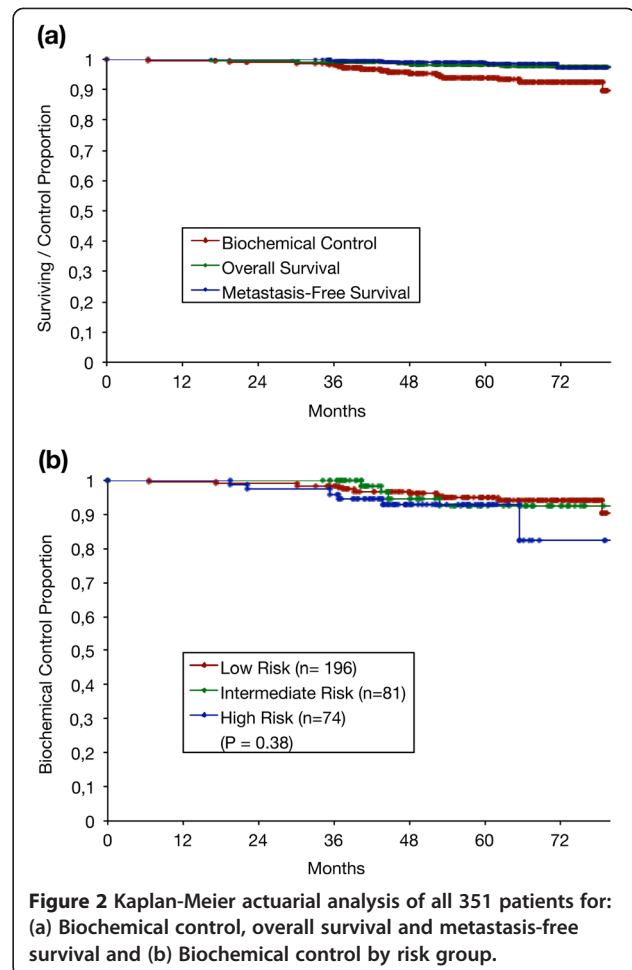 (a)
1
0,9
0,8
0,7
0,6
0,5
0,4
0,3
0,2
0,1
0
Surviving / Control Proportion
Biochemical Control
Overall Survival
Metastasis-Free Survival
0 12 24 36 48 60 72
Months
(b)
1
0,9
0,8
0,7
0,6
0,5
0,4
0,3
0,2
0,1
0
Biochemical Control Proportion
Low Risk (n= 196)
Intermediate Risk (n=81)
High Risk (n=74)
(P = 0.38)
0 12 24 36 48 60 72
Months
Figure 2 Kaplan-Meier actuarial analysis of all 351 patients for:
(a) Biochemical control, overall survival and metastasis-free
survival and (b) Biochemical control by risk group.